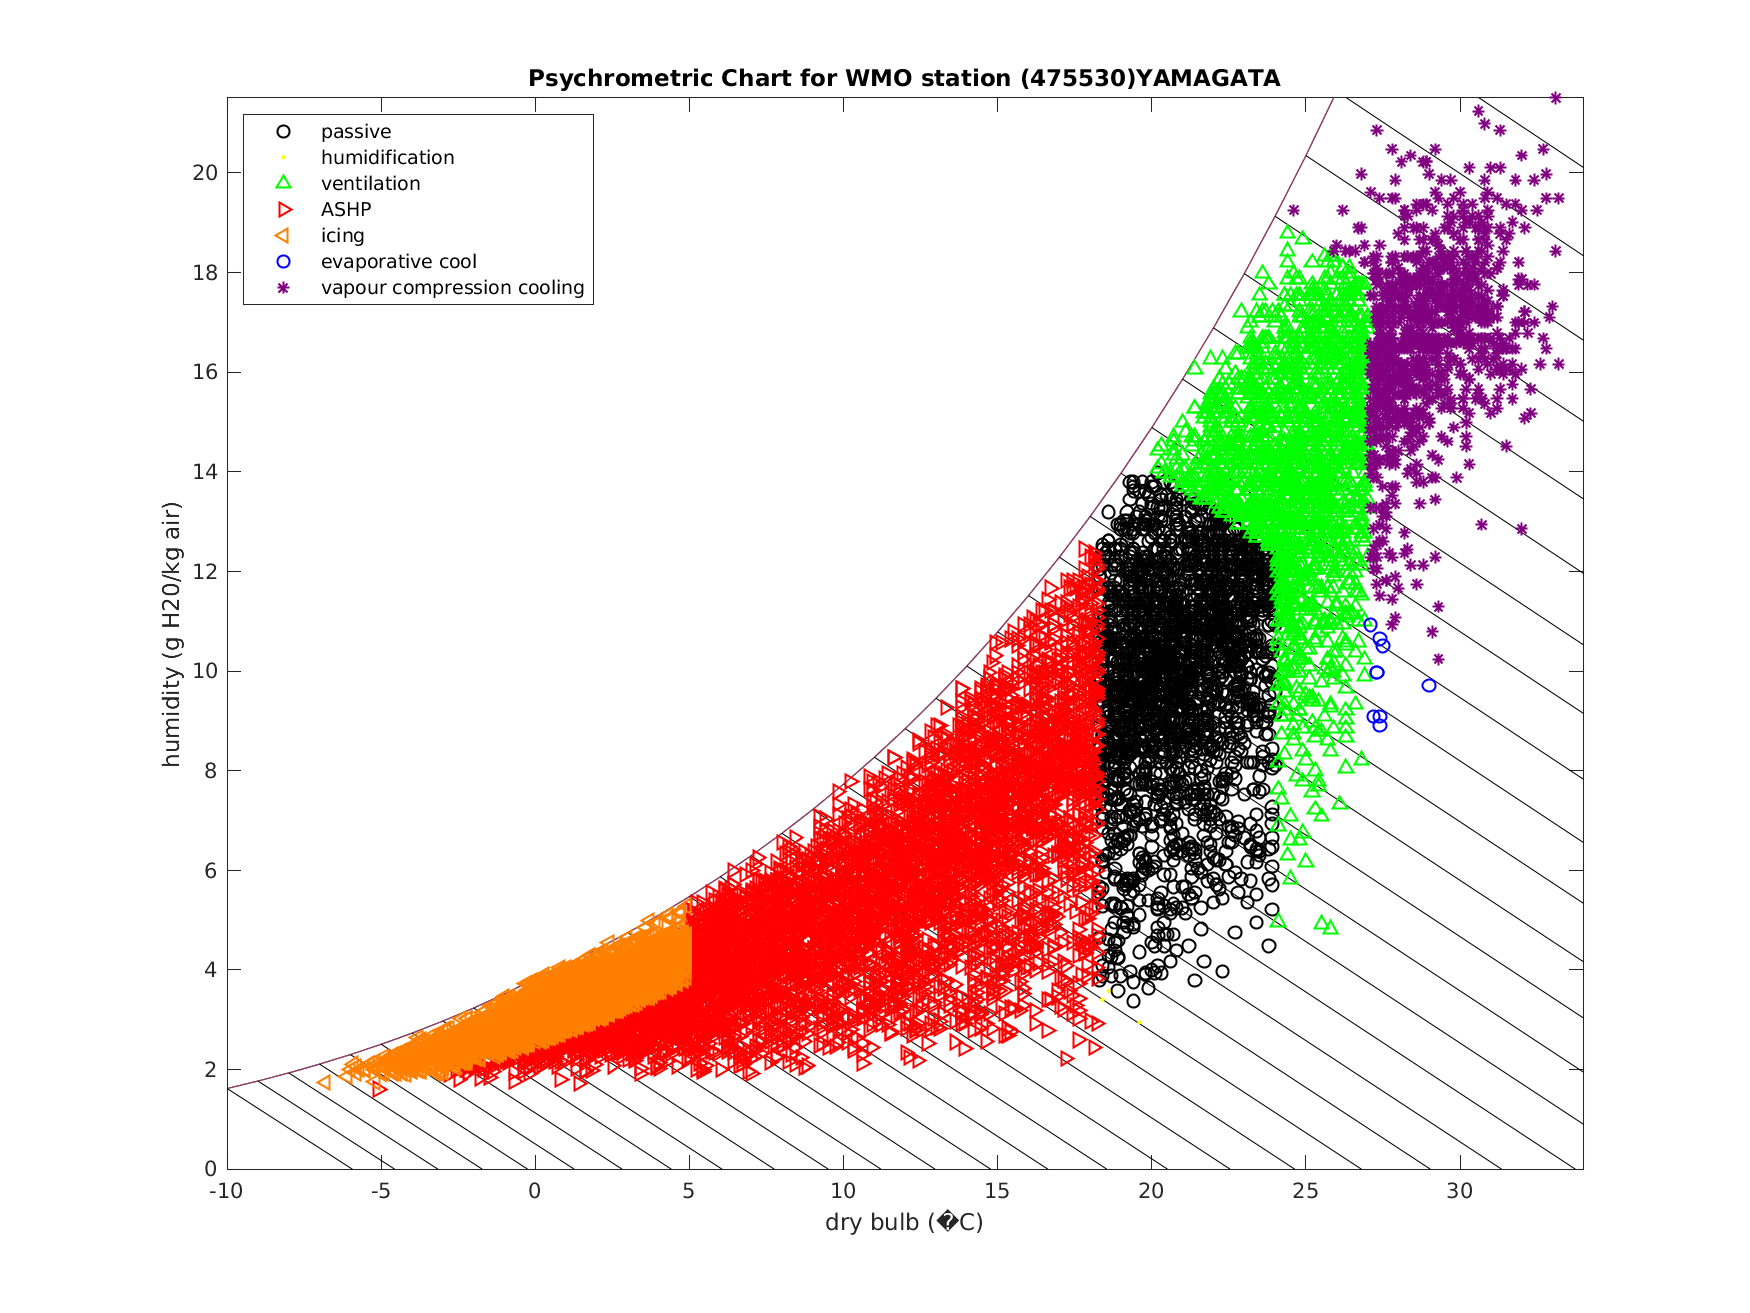 Psychrometric Chart for WMO station (475530)YAMAGATA
passive
humidification
ventilation
ASHP
icing
evaporative cool
vapour compression cooling
humidity (g H20/kg air)
20
18
16
14
12
10
8
6
4
2
0
-10 -5 0 5 10 15 20 25 30
dry bulb (�C)